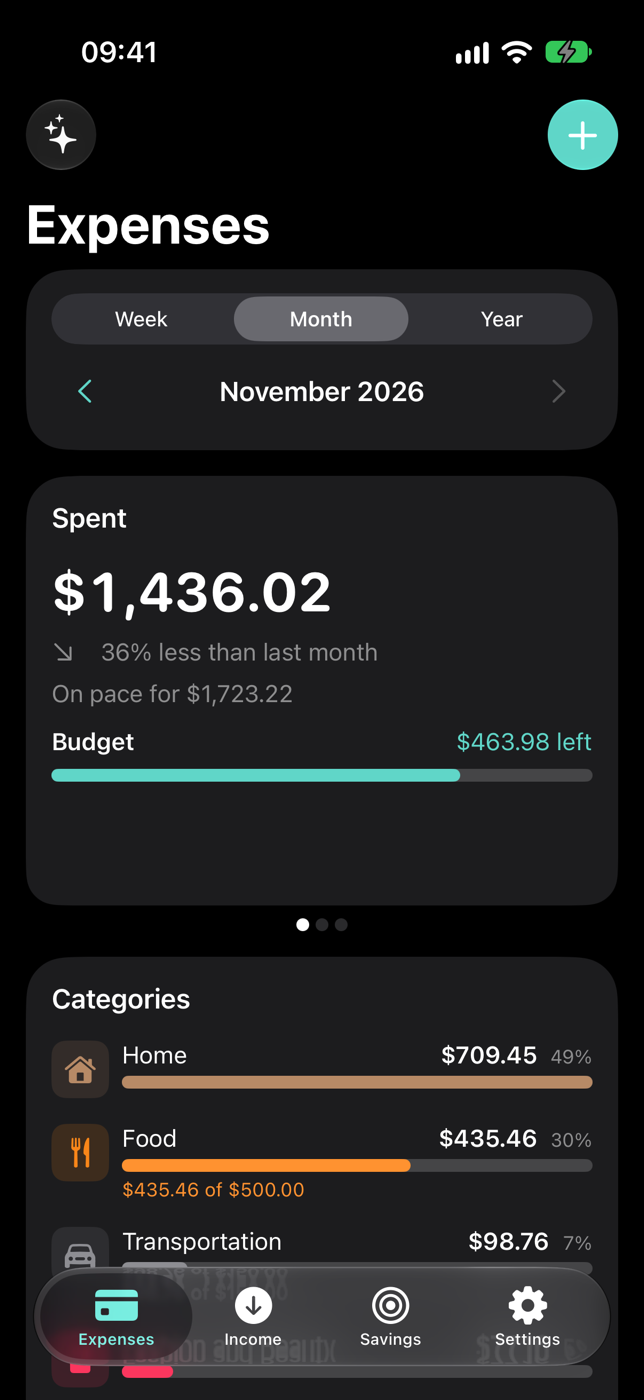 09:41
Expenses
Week Month Year
November 2026
Spent
$1,436.02
36% less than last month
On pace for $1,723.22
Budget $463.98 left
Categories
Home $709.45 49%
Food $435.46 30%
$435.46 of $500.00
Transportation $98.76 7%
Expenses Income Savings Settings